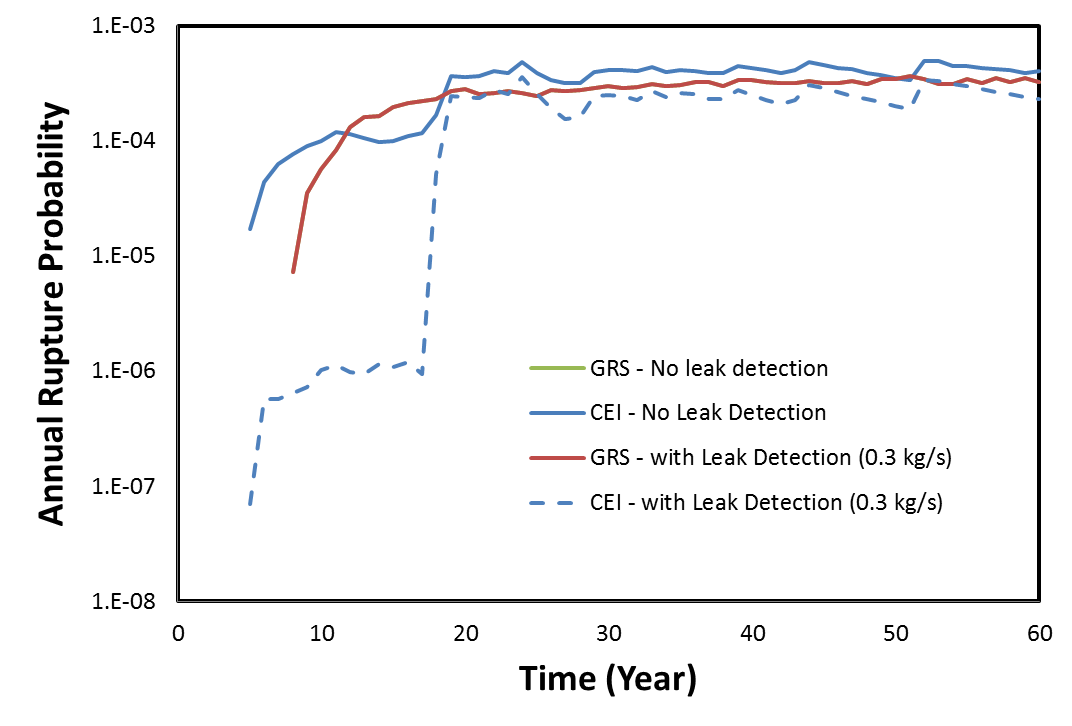 1.E-03
1.E-04
1.E-05
1.E-06
1.E-07
1.E-08
Annual Rupture Probability
GRS - No leak detection
CEI - No Leak Detection
GRS - with Leak Detection (0.3 kg/s)
CEI - with Leak Detection (0.3 kg/s)
0 10 20 30 40 50 60
Time (Year)